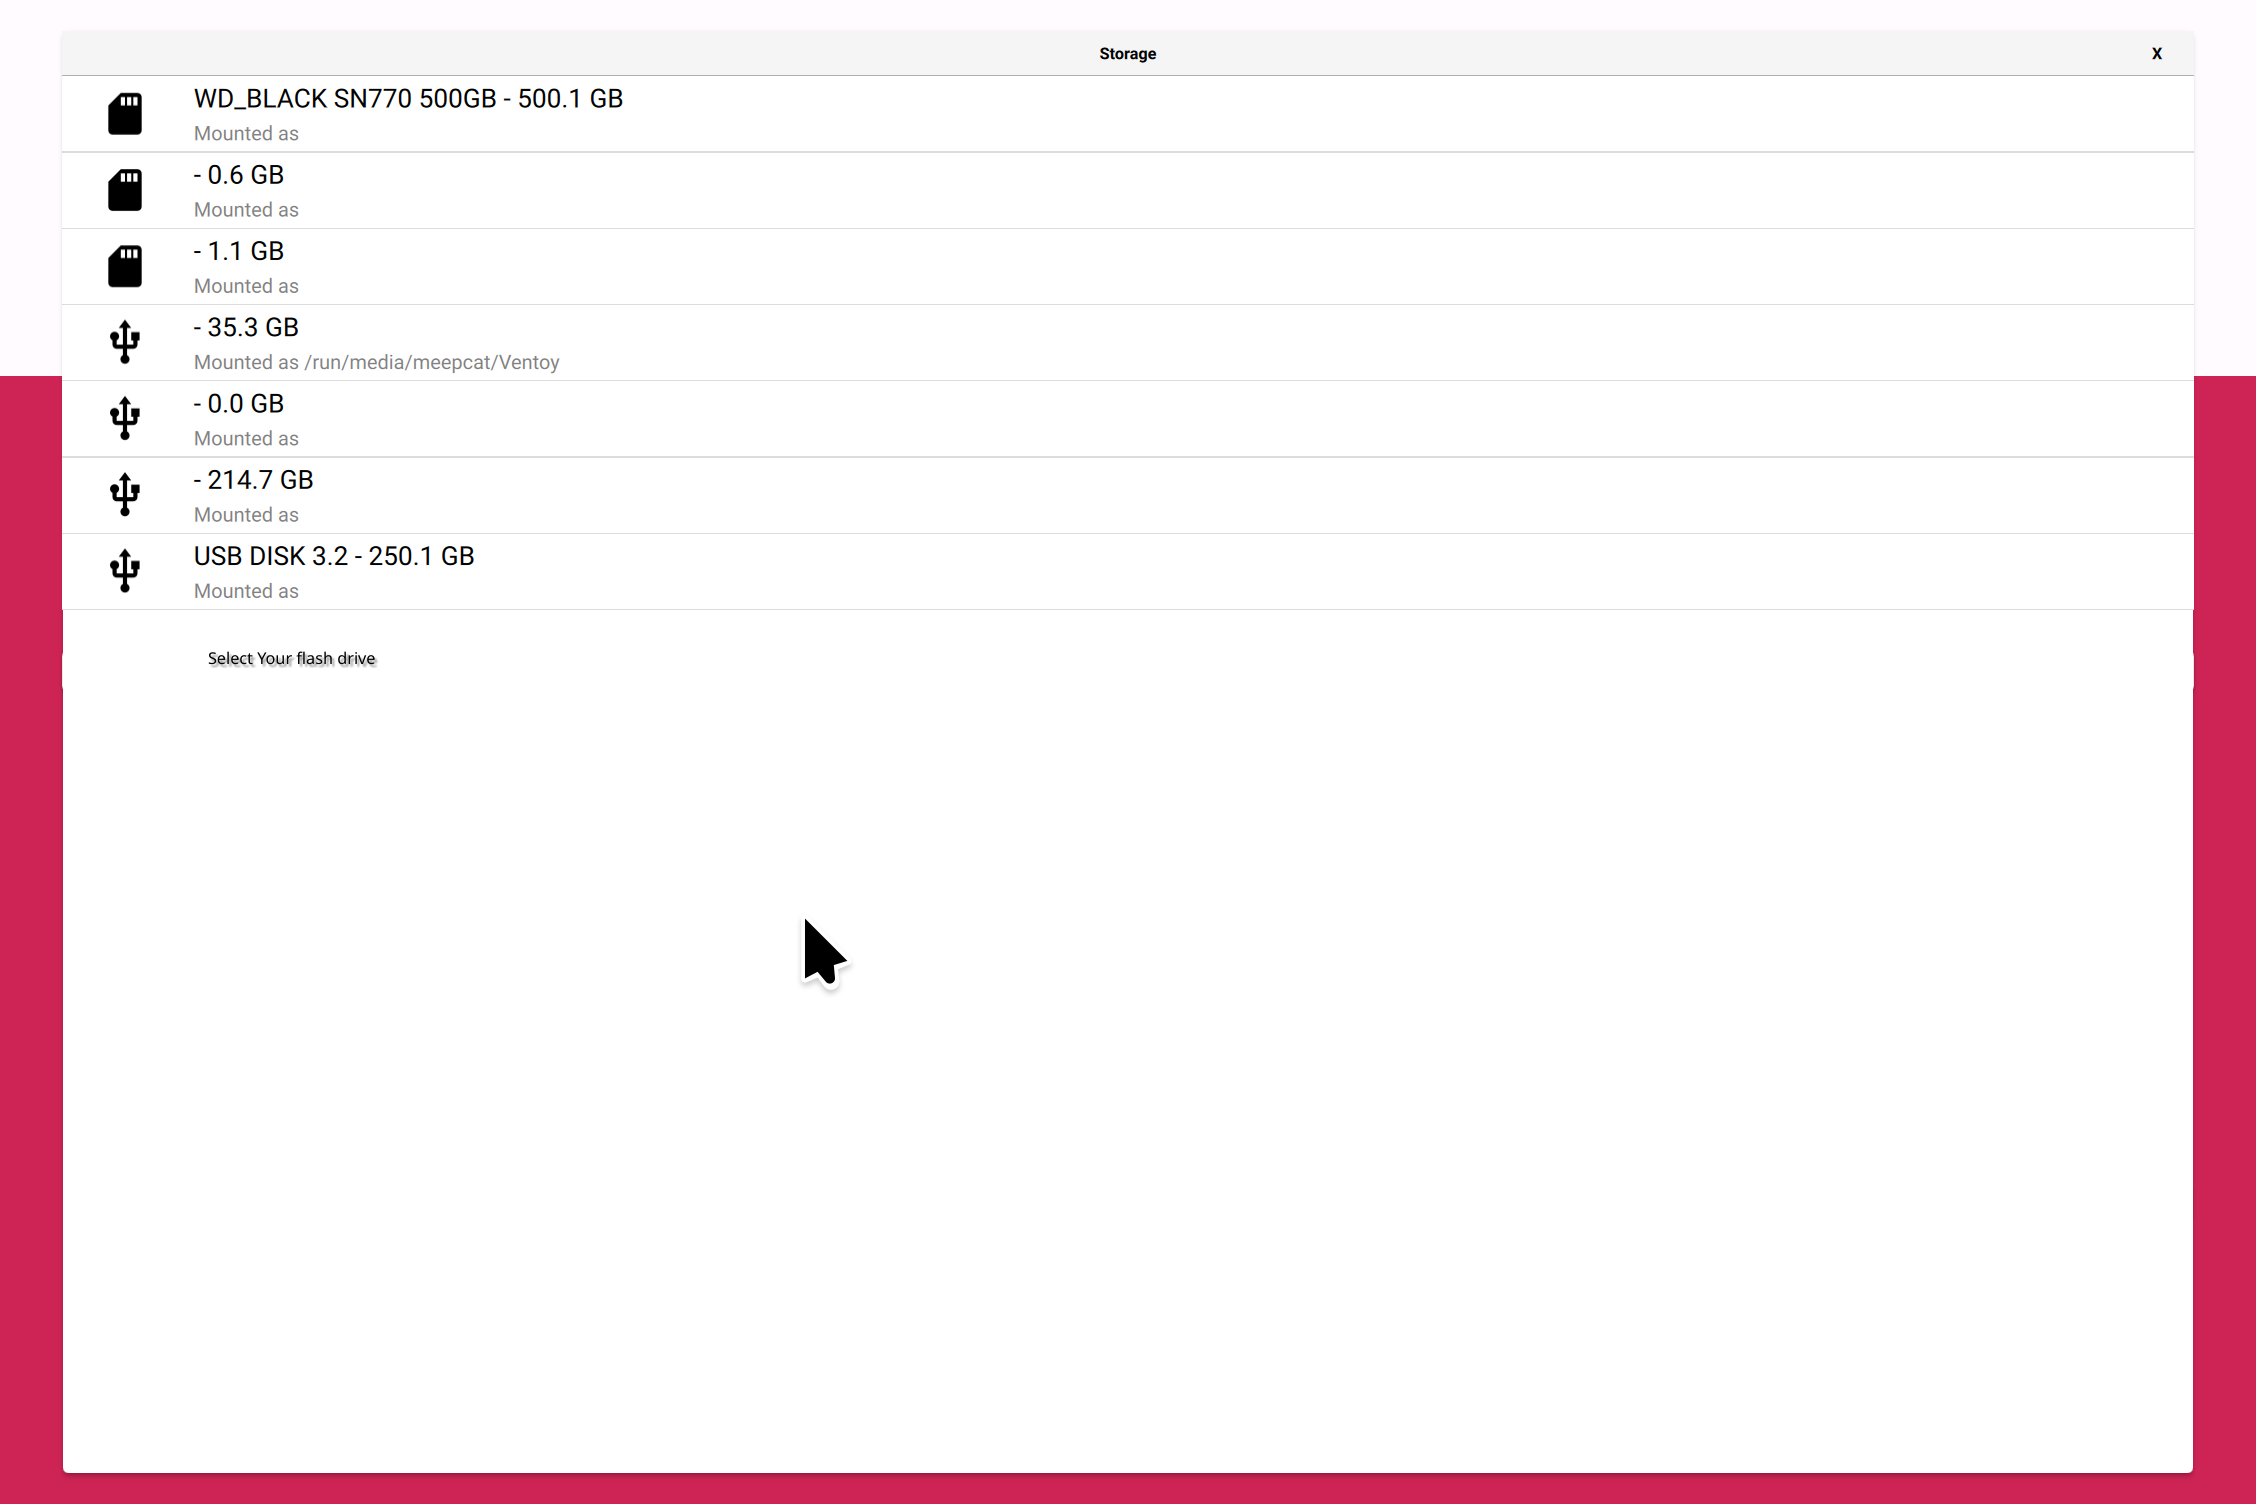 Storage
X
WD_BLACK SN770 500GB - 500.1 GB
Mounted as
- 0.6 GB
Mounted as
- 1.1 GB
Mounted as
- 35.3 GB
Mounted as /run/media/meepcat/Ventoy
- 0.0 GB
Mounted as
- 214.7 GB
Mounted as
USB DISK 3.2 - 250.1 GB
Mounted as
Select Your flash drive